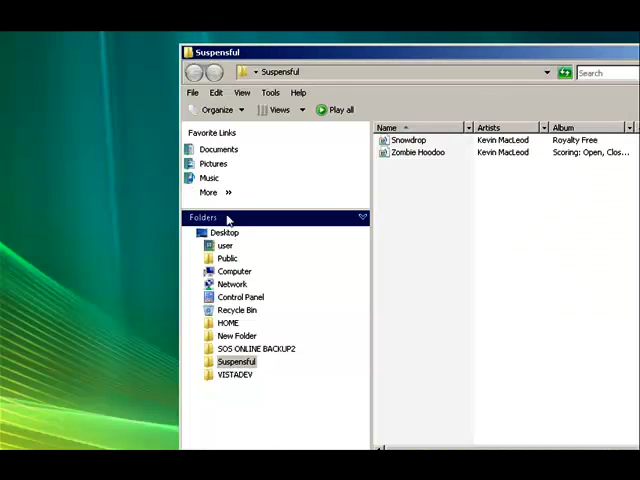 Suspensful
Suspensful
Search
File Edit View Tools Help
Organize Views Play all
Favorite Links
Documents
Pictures
Music
More »
Folders
Desktop
user
Public
Computer
Network
Control Panel
Recycle Bin
HOME
New Folder
SOS ONLINE BACKUP2
Suspensful
VISTADEV
Name Artists Album
Snowdrop Kevin MacLeod Royalty Free
Zombie Hoodoo Kevin MacLeod Scoring: Open, Clos...